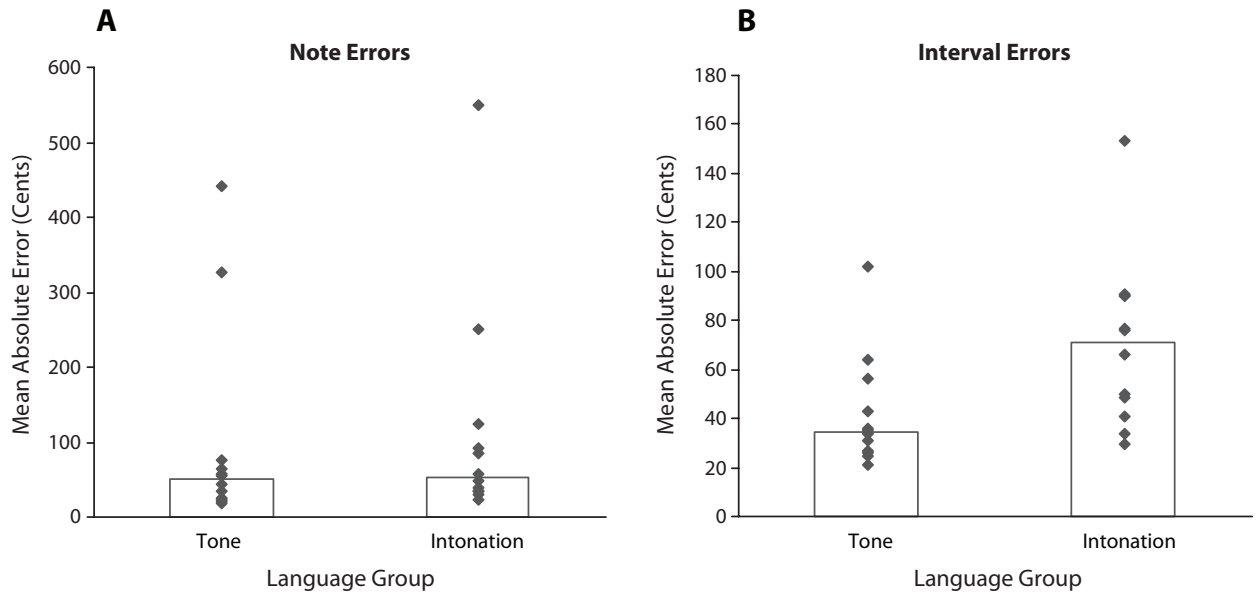 A
Note Errors
Mean Absolute Error (Cents)
600
500
400
300
200
100
0
Tone
Intonation
Language Group
B
Interval Errors
Mean Absolute Error (Cents)
180
160
140
120
100
80
60
40
20
0
Tone
Intonation
Language Group